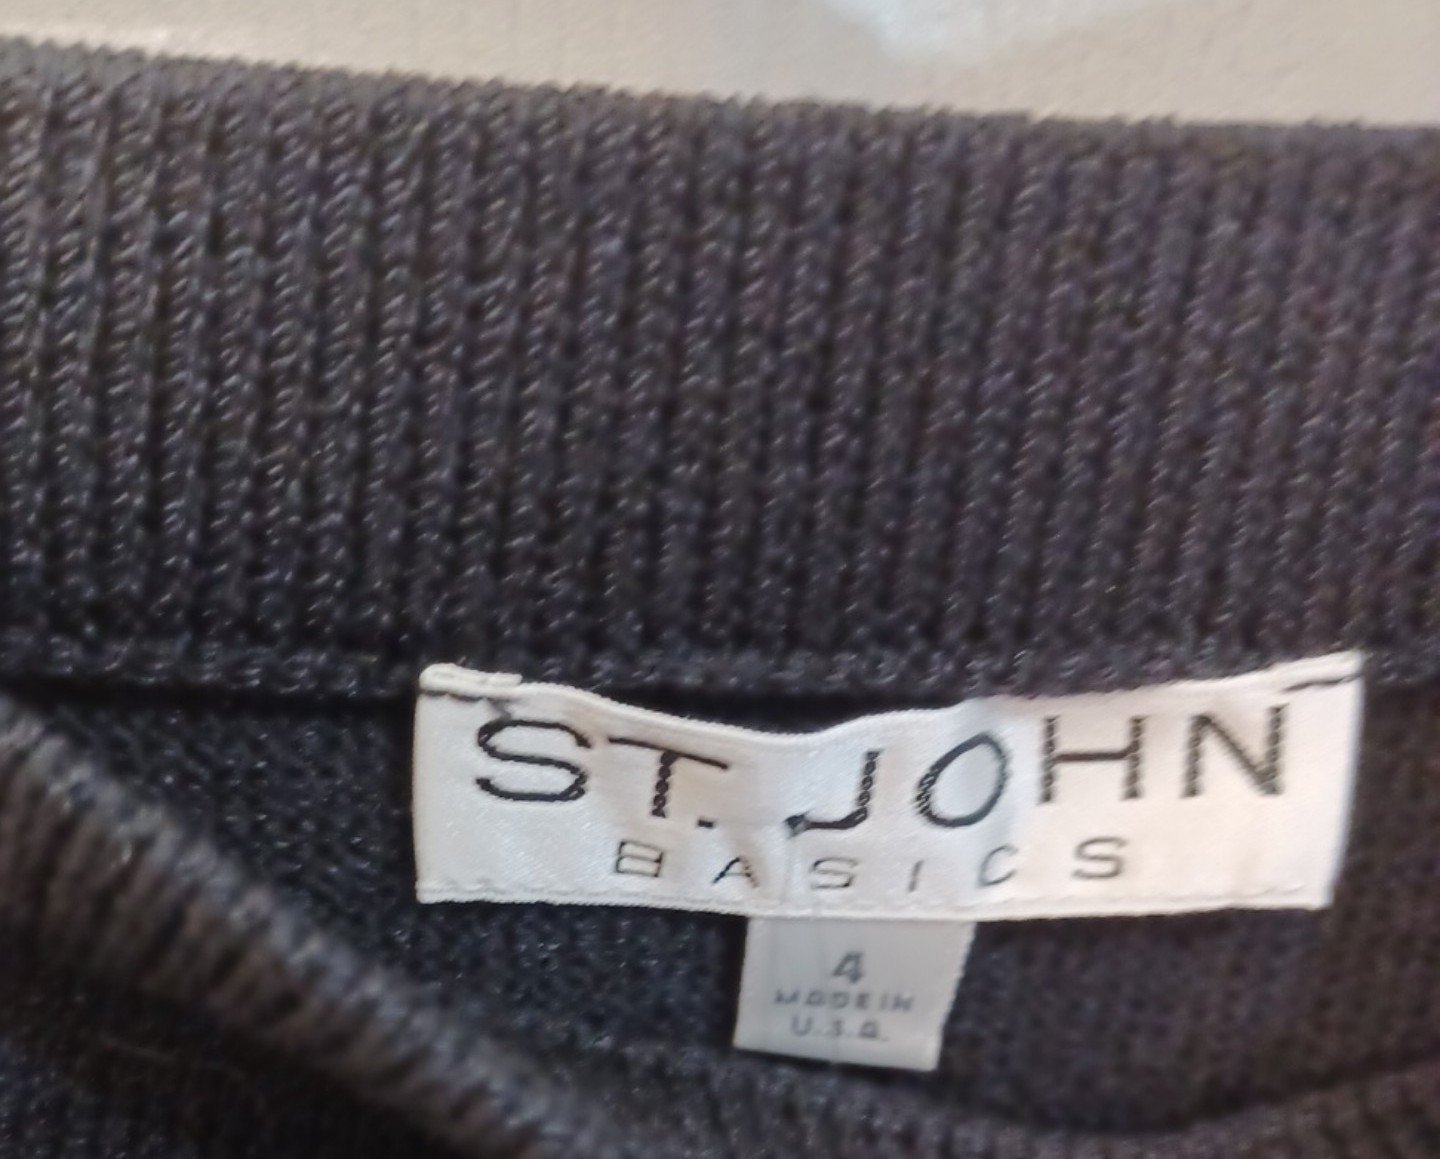 ST. JOHN
BASICS
4
MADE IN
U.S.A.